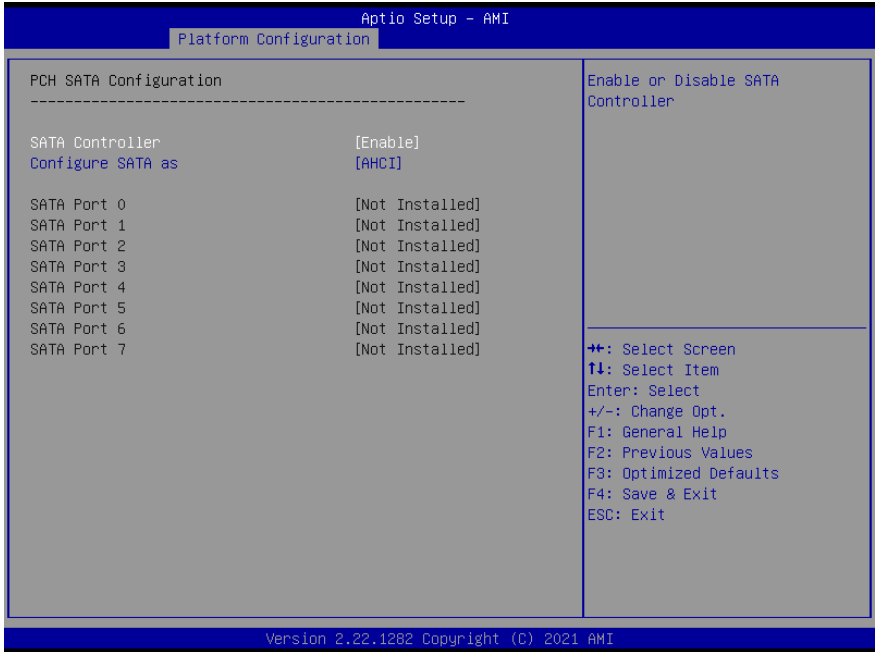 Aptio Setup – AMI
Platform Configuration
PCH SATA Configuration
--------------------------------------------------
SATA Controller [Enable]
Configure SATA as [AHCI]
SATA Port 0 [Not Installed]
SATA Port 1 [Not Installed]
SATA Port 2 [Not Installed]
SATA Port 3 [Not Installed]
SATA Port 4 [Not Installed]
SATA Port 5 [Not Installed]
SATA Port 6 [Not Installed]
SATA Port 7 [Not Installed]
Enable or Disable SATA
Controller
→←: Select Screen
↑↓: Select Item
Enter: Select
+/-: Change Opt.
F1: General Help
F2: Previous Values
F3: Optimized Defaults
F4: Save & Exit
ESC: Exit
Version 2.22.1282 Copyright (C) 2021 AMI